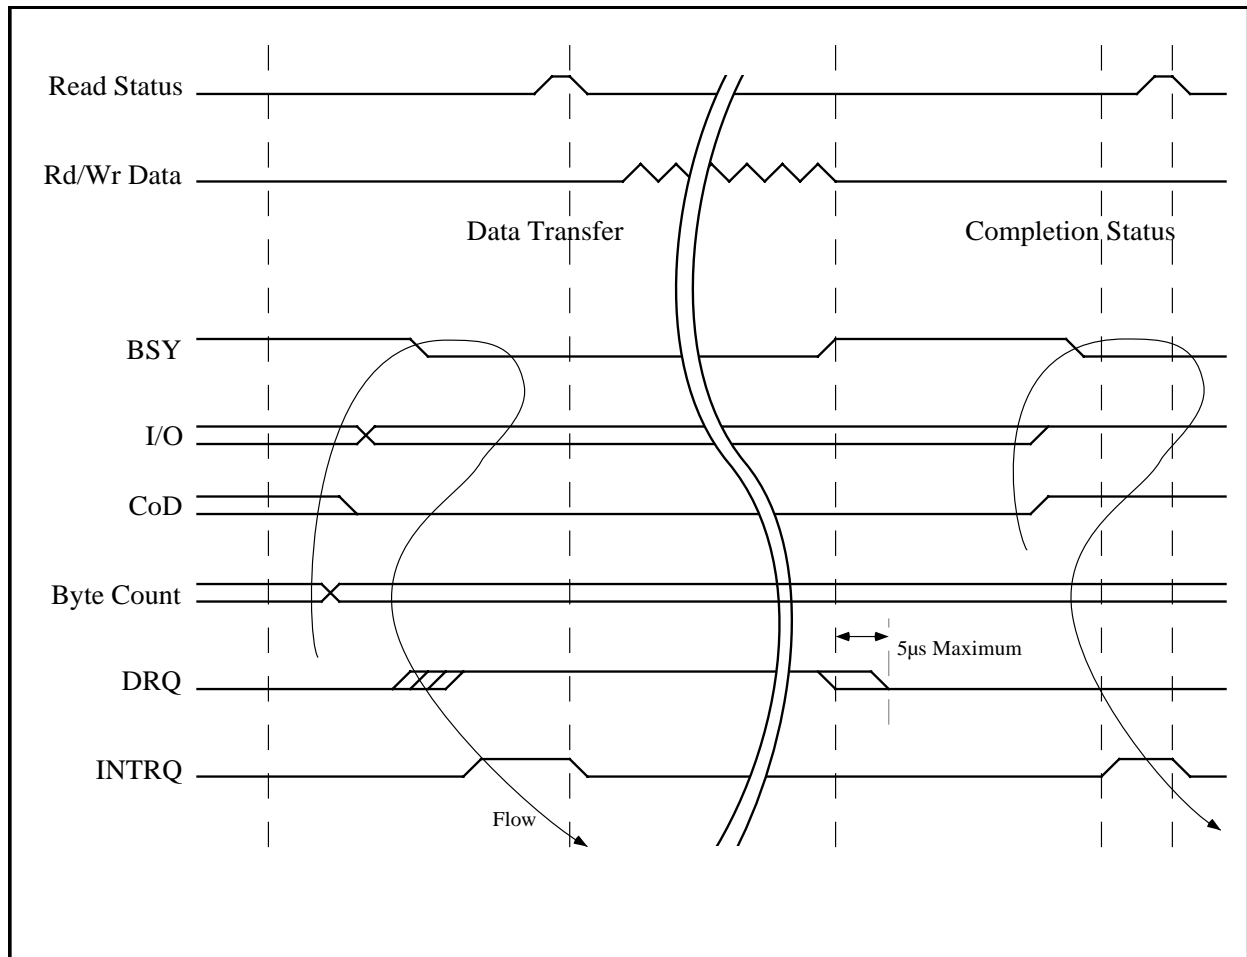 Read Status
Rd/Wr Data
Data Transfer
Completion Status
BSY
I/O
CoD
Byte Count
5µs Maximum
DRQ
INTRQ
Flow